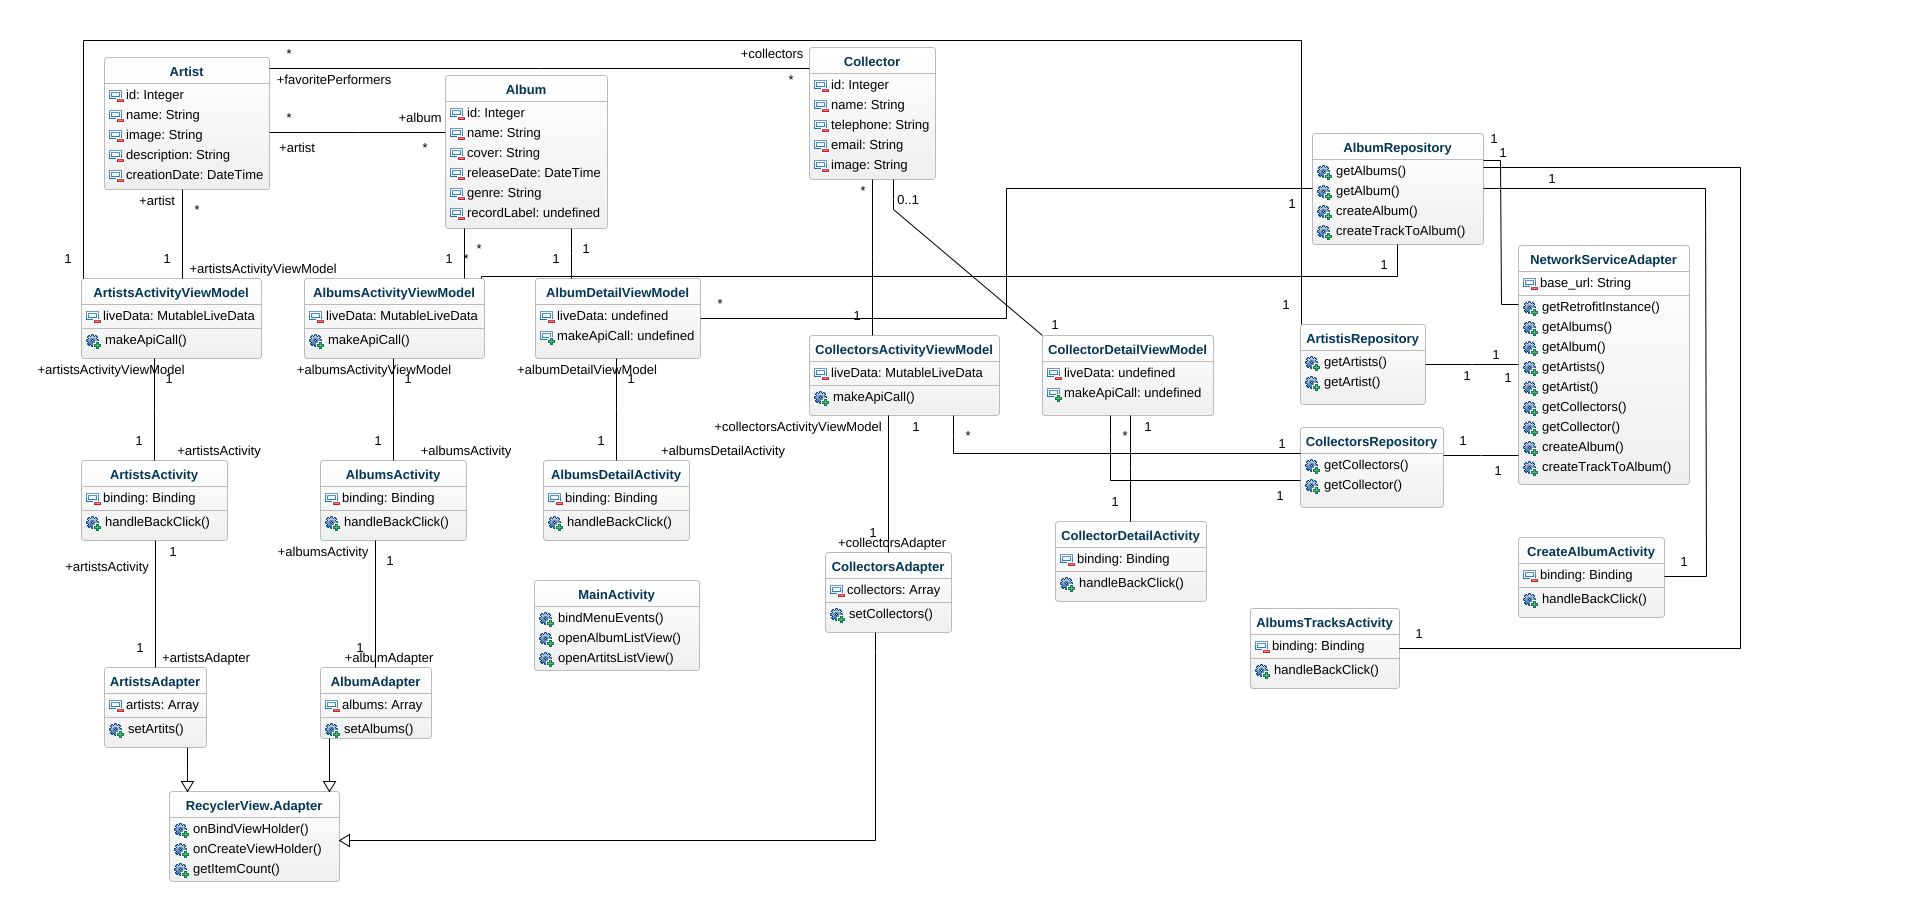 *
+collectors
+favoritePerformers
*
Artist
id: Integer
name: String
image: String
description: String
creationDate: DateTime
*
+album
+artist
*
Album
id: Integer
name: String
cover: String
releaseDate: DateTime
genre: String
recordLabel: undefined
Collector
id: Integer
name: String
telephone: String
email: String
image: String
AlbumRepository
getAlbums()
getAlbum()
createAlbum()
createTrackToAlbum()
1
1
1
1
1
+artist
*
1
1
+artistsActivityViewModel
*
1
*
1
1
*
0..1
NetworkServiceAdapter
base_url: String
getRetrofitInstance()
getAlbums()
getAlbum()
getArtists()
getArtist()
getCollectors()
getCollector()
createAlbum()
createTrackToAlbum()
ArtistsActivityViewModel
liveData: MutableLiveData
makeApiCall()
AlbumsActivityViewModel
liveData: MutableLiveData
makeApiCall()
AlbumDetailViewModel
liveData: undefined
makeApiCall: undefined
*
1
1
1
CollectorsActivityViewModel
liveData: MutableLiveData
makeApiCall()
CollectorDetailViewModel
liveData: undefined
makeApiCall: undefined
ArtistisRepository
getArtists()
getArtist()
1
1
1
+artistsActivityViewModel
1
+albumsActivityViewModel
1
+albumDetailViewModel
1
+collectorsActivityViewModel
1
*
*
1
1
CollectorsRepository
getCollectors()
getCollector()
1
1
1
1
+artistsActivity
1
+albumsActivity
1
+albumsDetailActivity
ArtistsActivity
binding: Binding
handleBackClick()
AlbumsActivity
binding: Binding
handleBackClick()
AlbumsDetailActivity
binding: Binding
handleBackClick()
1
+collectorsAdapter
CollectorsAdapter
collectors: Array
setCollectors()
1
CollectorDetailActivity
binding: Binding
handleBackClick()
CreateAlbumActivity
binding: Binding
handleBackClick()
1
1
+artistsActivity
+albumsActivity
1
MainActivity
bindMenuEvents()
openAlbumListView()
openArtitsListView()
AlbumsTracksActivity
binding: Binding
handleBackClick()
1
1
+artistsAdapter
1
+albumAdapter
ArtistsAdapter
artists: Array
setArtits()
AlbumAdapter
albums: Array
setAlbums()
RecyclerView.Adapter
onBindViewHolder()
onCreateViewHolder()
getItemCount()